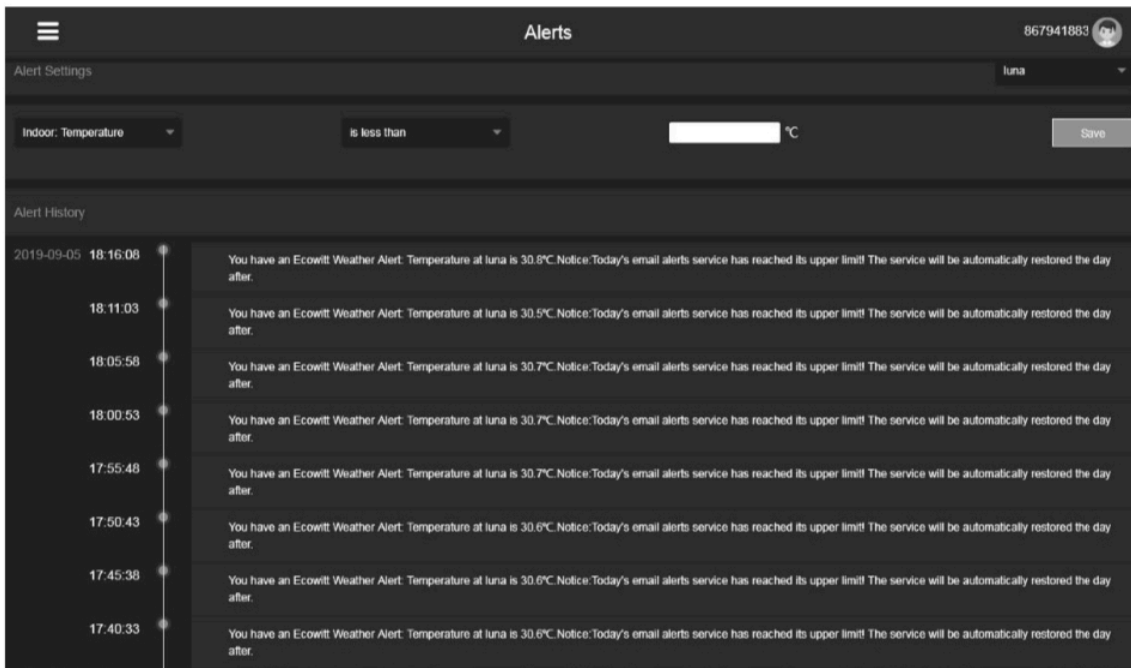 Alerts
867941883
Alert Settings
luna
Indoor: Temperature
is less than
℃
Save
Alert History
2019-09-05 18:16:08
You have an Ecowitt Weather Alert: Temperature at luna is 30.8℃.Notice:Today's email alerts service has reached its upper limit! The service will be automatically restored the day
after.
18:11:03
You have an Ecowitt Weather Alert: Temperature at luna is 30.5℃.Notice:Today's email alerts service has reached its upper limit! The service will be automatically restored the day
after.
18:05:58
You have an Ecowitt Weather Alert: Temperature at luna is 30.7℃.Notice:Today's email alerts service has reached its upper limit! The service will be automatically restored the day
after.
18:00:53
You have an Ecowitt Weather Alert: Temperature at luna is 30.7℃.Notice:Today's email alerts service has reached its upper limit! The service will be automatically restored the day
after.
17:55:48
You have an Ecowitt Weather Alert: Temperature at luna is 30.7℃.Notice:Today's email alerts service has reached its upper limit! The service will be automatically restored the day
after.
17:50:43
You have an Ecowitt Weather Alert: Temperature at luna is 30.6℃.Notice:Today's email alerts service has reached its upper limit! The service will be automatically restored the day
after.
17:45:38
You have an Ecowitt Weather Alert: Temperature at luna is 30.6℃.Notice:Today's email alerts service has reached its upper limit! The service will be automatically restored the day
after.
17:40:33
You have an Ecowitt Weather Alert: Temperature at luna is 30.6℃.Notice:Today's email alerts service has reached its upper limit! The service will be automatically restored the day
after.